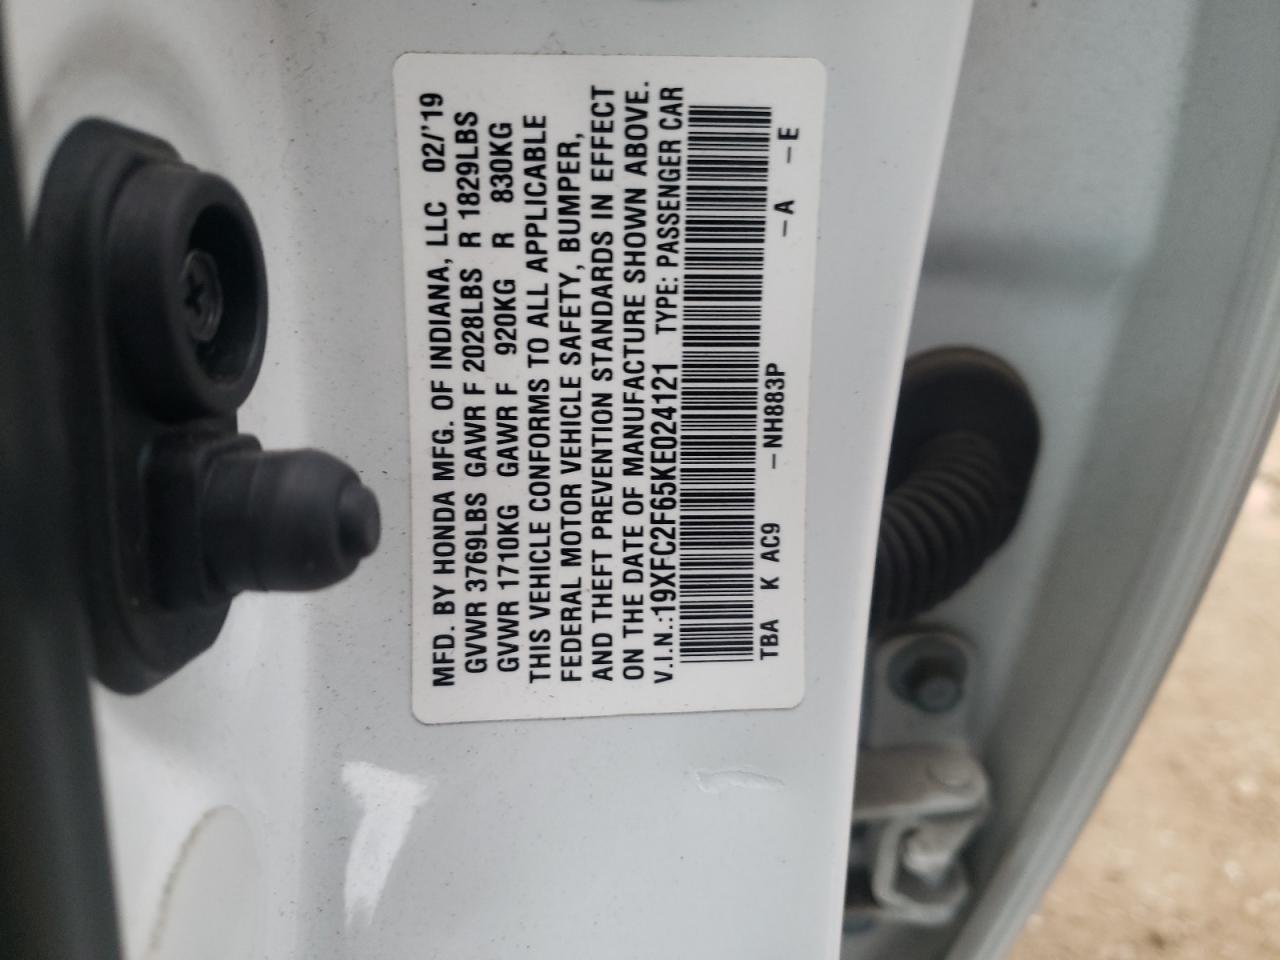 MFD. BY HONDA MFG. OF INDIANA, LLC 02/'19
GVWR 3769LBS GAWR F 2028LBS R 1829LBS
GVWR 1710KG GAWR F 920KG R 830KG
THIS VEHICLE CONFORMS TO ALL APPLICABLE
FEDERAL MOTOR VEHICLE SAFETY, BUMPER,
AND THEFT PREVENTION STANDARDS IN EFFECT
ON THE DATE OF MANUFACTURE SHOWN ABOVE.
V.I.N.:19XFC2F65KE024121 TYPE: PASSENGER CAR
TBA K AC9 –NH883P –A –E